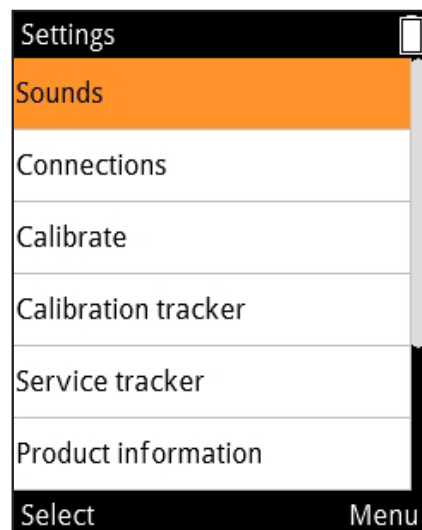 Settings
Sounds
Connections
Calibrate
Calibration tracker
Service tracker
Product information
Select Menu